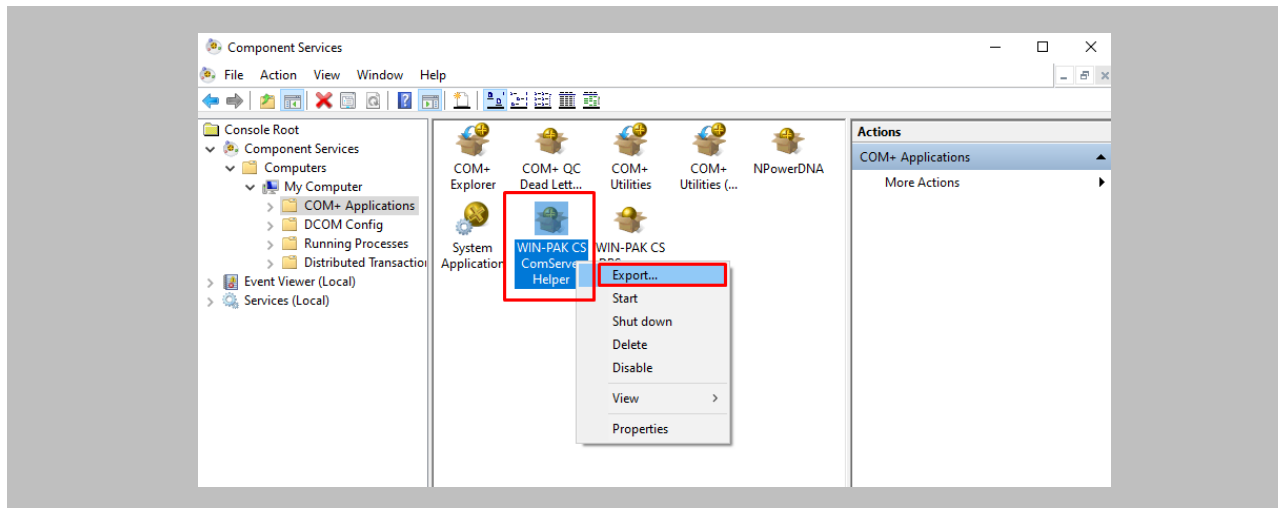 Component Services
File Action View Window Help
Console Root
Component Services
Computers
My Computer
COM+ Applications
DCOM Config
Running Processes
Distributed Transaction
Event Viewer (Local)
Services (Local)
COM+
Explorer
COM+ QC
Dead Lett...
COM+
Utilities
COM+
Utilities (...
NPowerDNA
System
Application
WIN-PAK CS
ComServer
Helper
WIN-PAK CS
Export...
Start
Shut down
Delete
Disable
View
Properties
Actions
COM+ Applications
More Actions